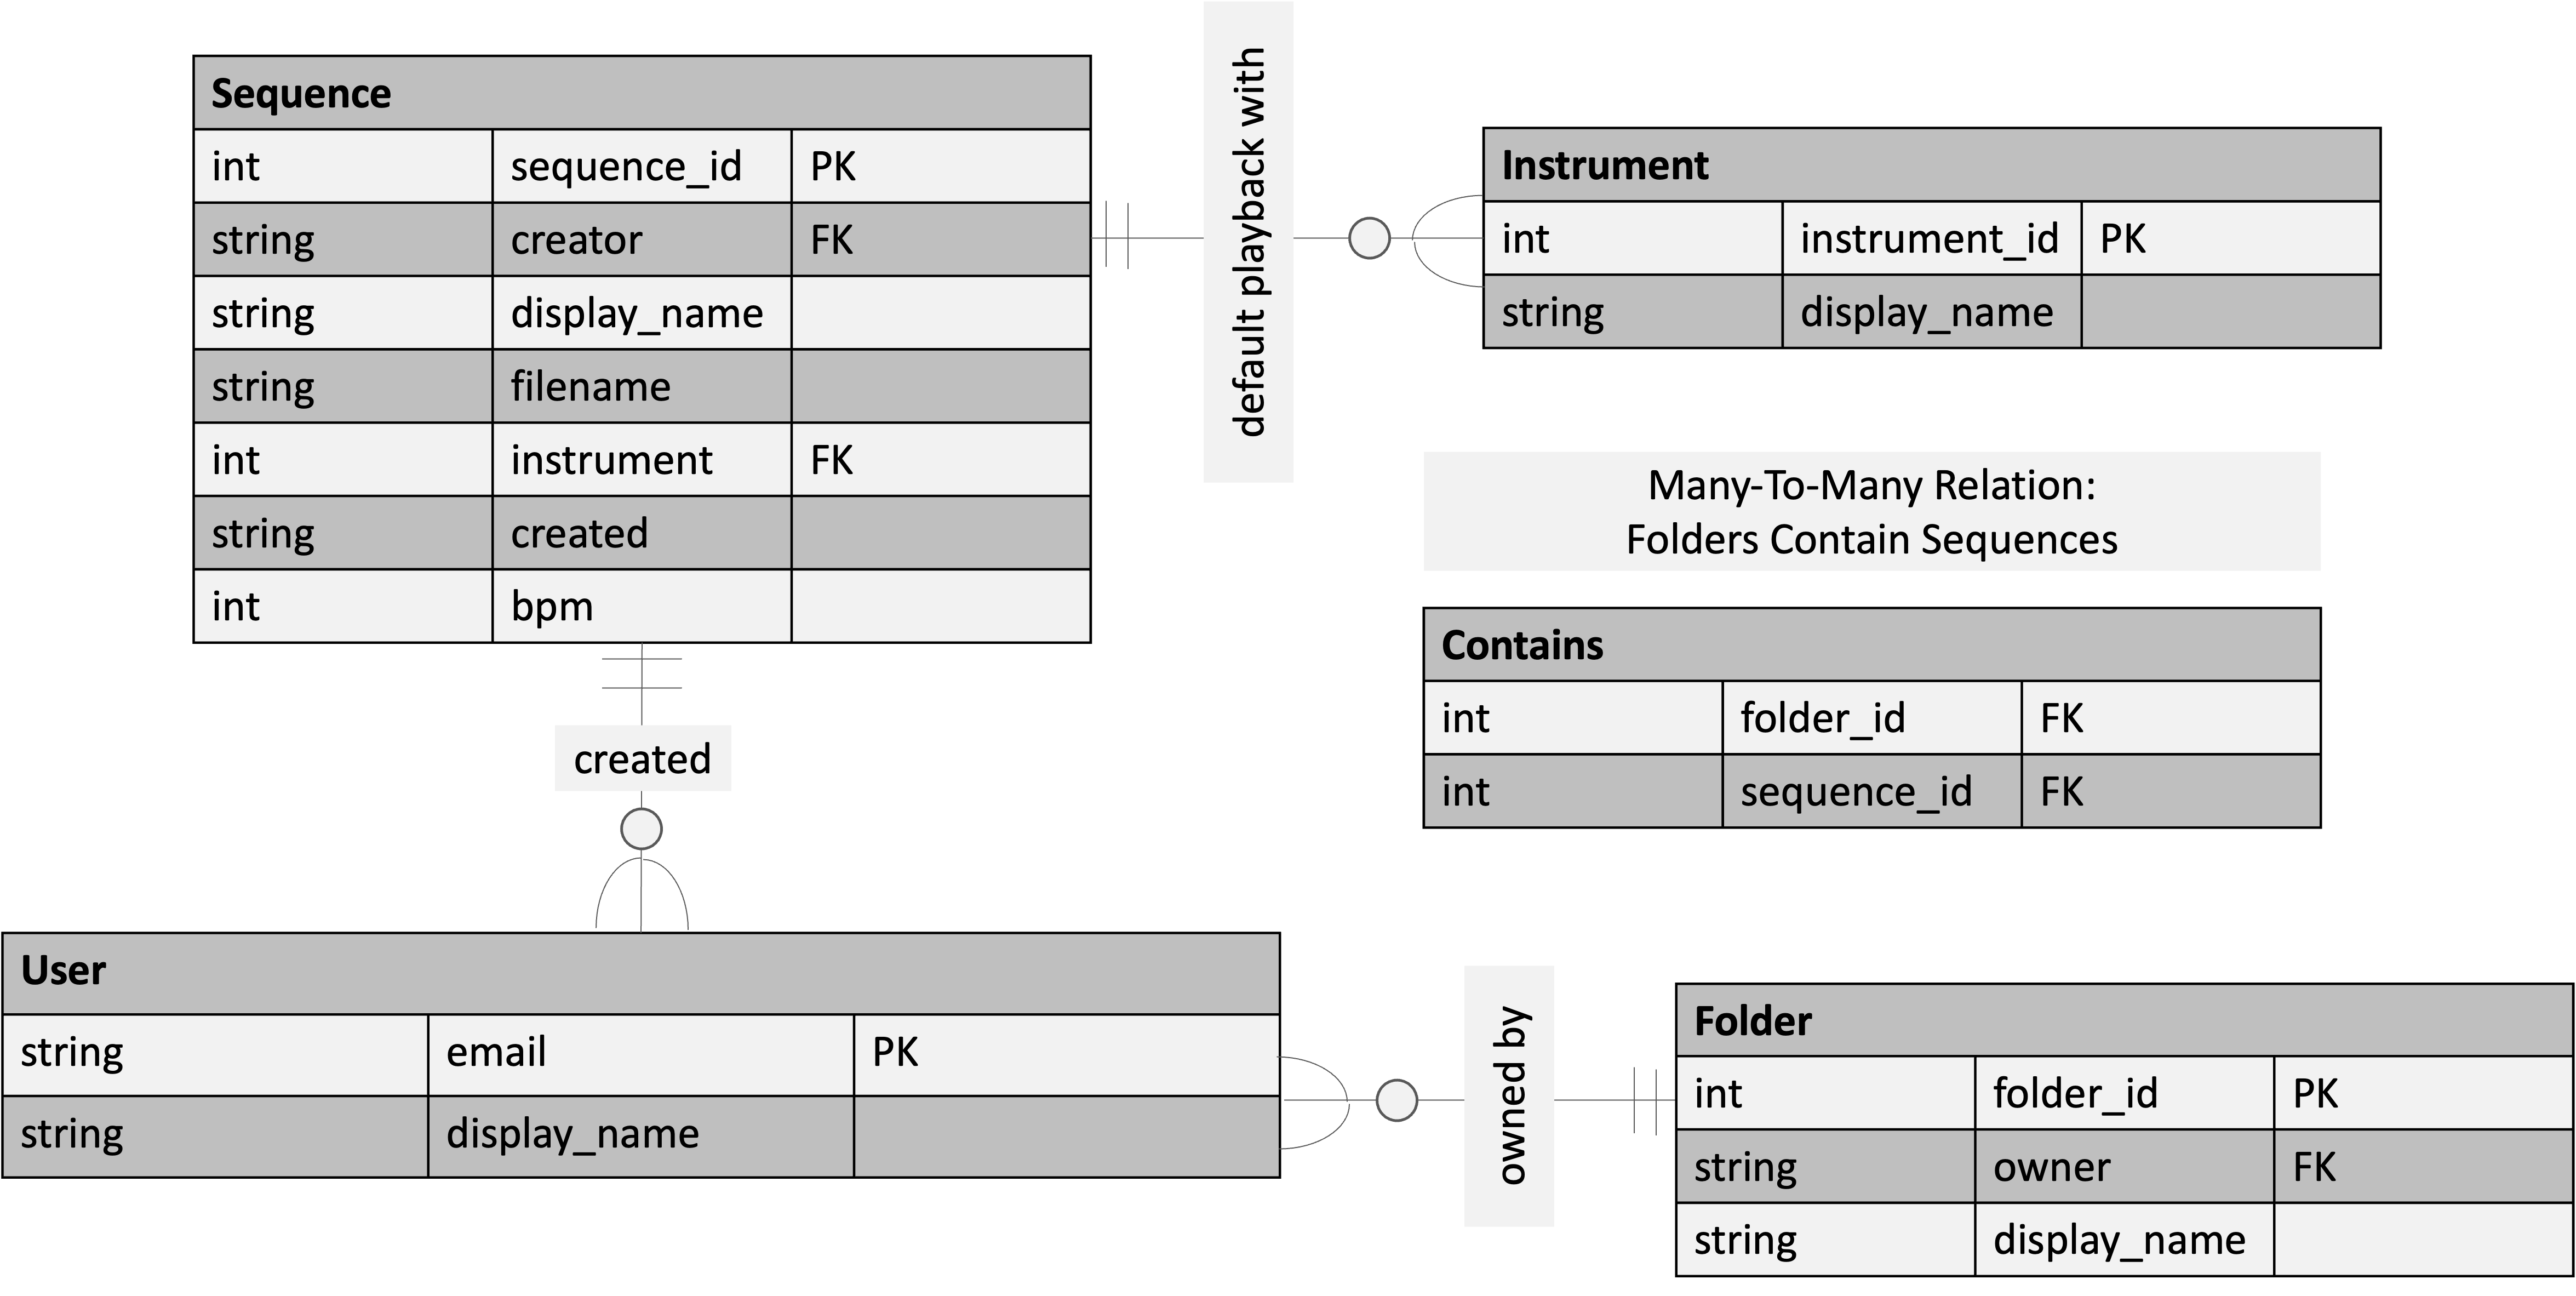 Sequence
int sequence_id PK
string creator FK
string display_name
string filename
int instrument FK
string created
int bpm
default playback with
Instrument
int instrument_id PK
string display_name
Many-To-Many Relation:
Folders Contain Sequences
Contains
int folder_id FK
int sequence_id FK
created
User
string email PK
string display_name
owned by
Folder
int folder_id PK
string owner FK
string display_name